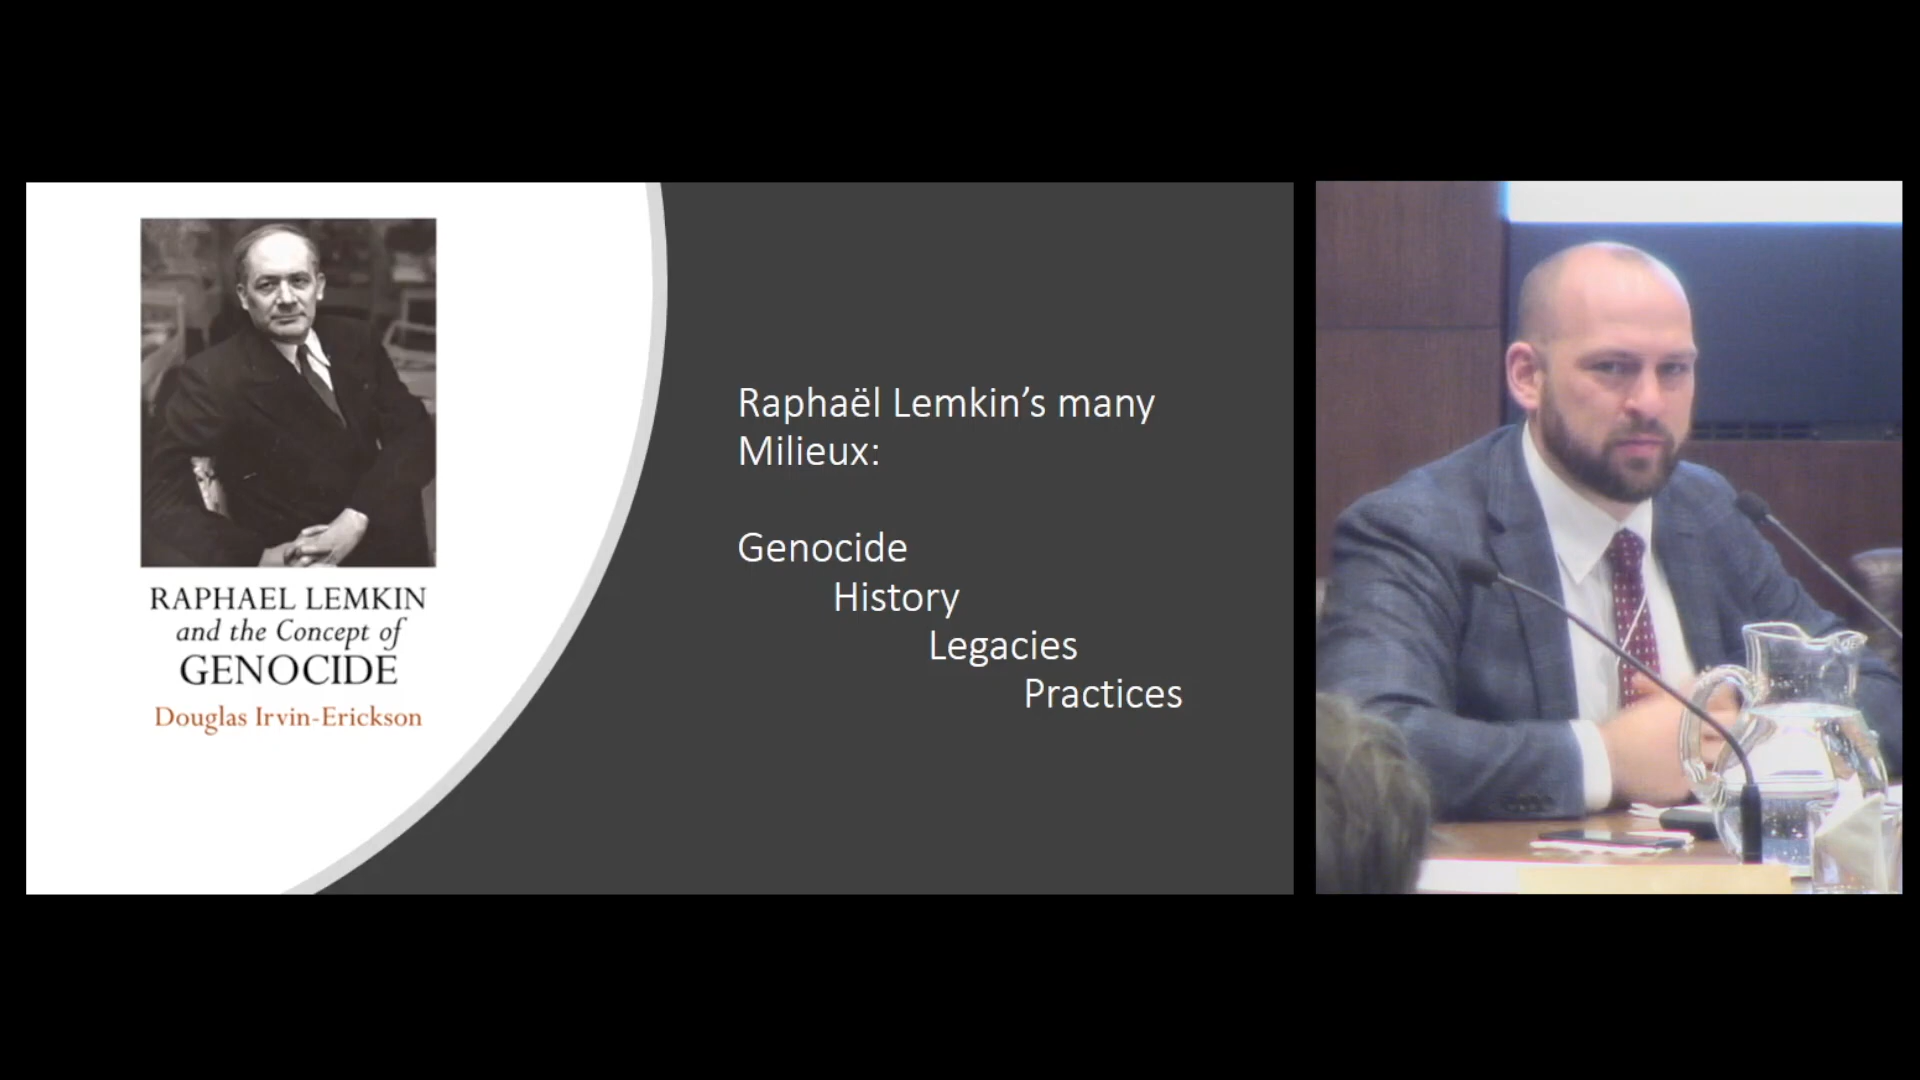 RAPHAEL LEMKIN
and the Concept of
GENOCIDE
Douglas Irvin-Erickson
Raphaël Lemkin’s many
Milieux:
Genocide
History
Legacies
Practices